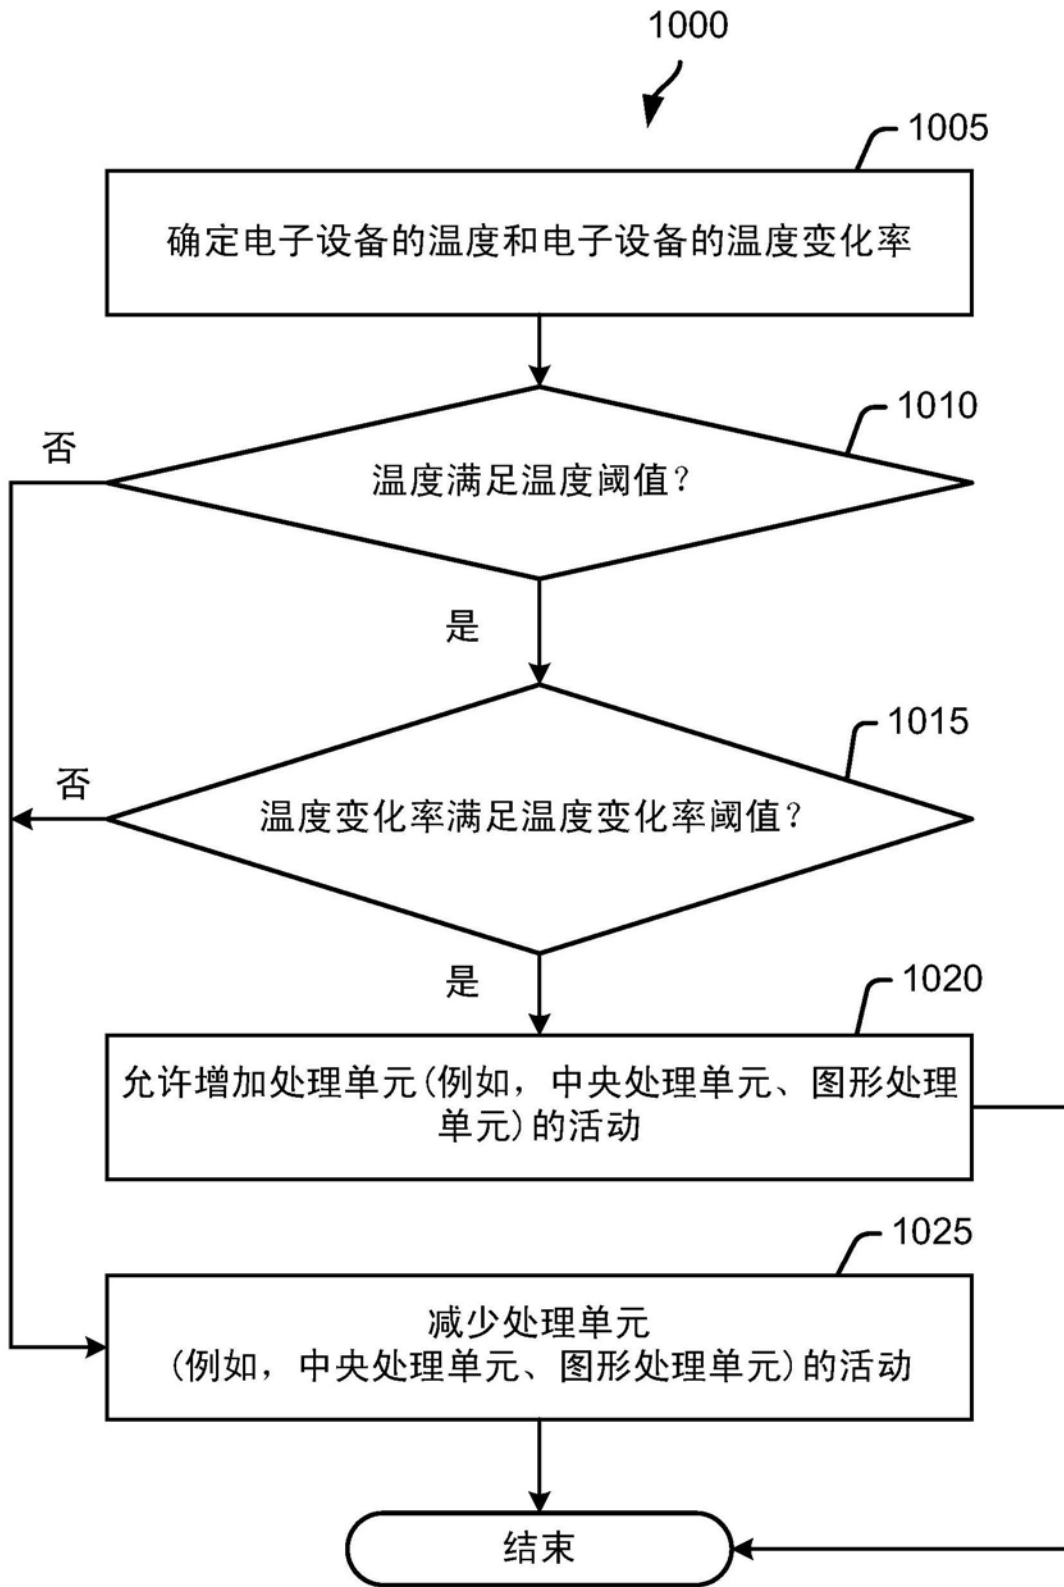 1000
1005
确定电子设备的温度和电子设备的温度变化率
1010
否
温度满足温度阈值？
是
1015
否
温度变化率满足温度变化率阈值？
是
1020
允许增加处理单元(例如，中央处理单元、图形处理
单元)的活动
1025
减少处理单元
(例如，中央处理单元、图形处理单元)的活动
结束